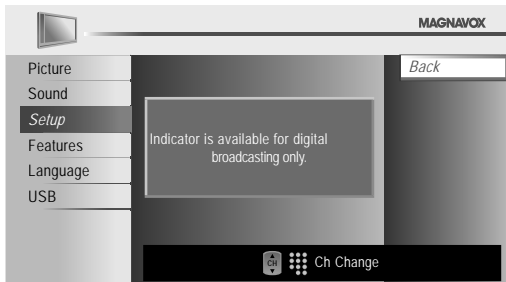 MAGNAVOX
Picture
Sound
Setup
Features
Language
USB
Back
Indicator is available for digital
broadcasting only.
CH
Ch Change